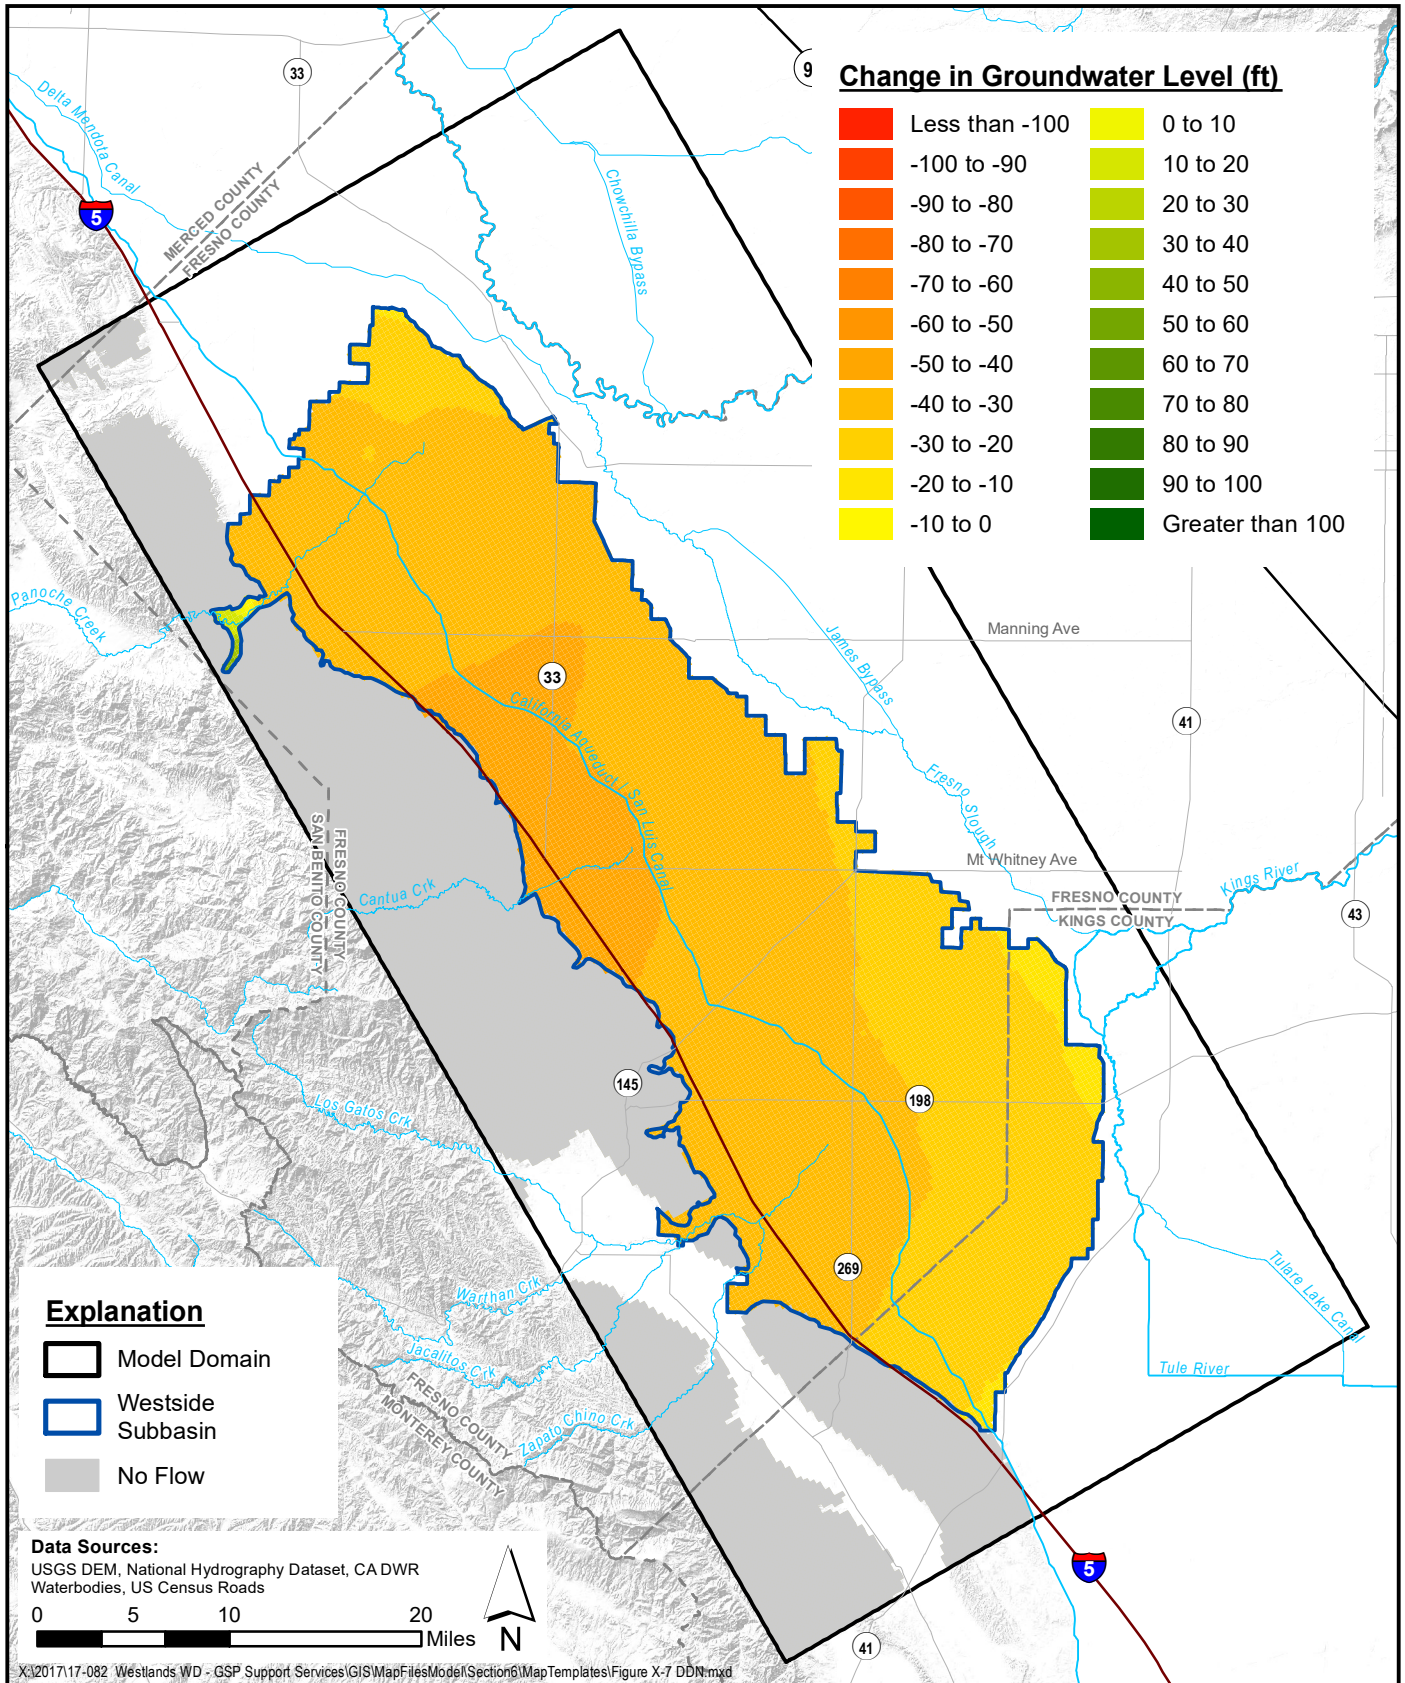 Change in Groundwater Level (ft)
Less than -100
-100 to -90
-90 to -80
-80 to -70
-70 to -60
-60 to -50
-50 to -40
-40 to -30
-30 to -20
-20 to -10
-10 to 0
0 to 10
10 to 20
20 to 30
30 to 40
40 to 50
50 to 60
60 to 70
70 to 80
80 to 90
90 to 100
Greater than 100
33
9
Delta Mendota Canal
5
MERCED COUNTY
FRESNO COUNTY
Chowchilla Bypass
Panoche Creek
Manning Ave
James Bypass
33
California Aqueduct / San Luis Canal
41
Fresno Slough
SAN BENITO COUNTY
FRESNO COUNTY
Mt Whitney Ave
Cantua Crk
Kings River
FRESNO COUNTY
KINGS COUNTY
43
145
198
Los Gatos Crk
269
Warthan Crk
Jacalitos Crk
Tulare Lake Canal
Tule River
FRESNO COUNTY
MONTEREY COUNTY
Zapato Chino Crk
5
41
Explanation
Model Domain
Westside
Subbasin
No Flow
Data Sources:
USGS DEM, National Hydrography Dataset, CA DWR
Waterbodies, US Census Roads
0 5 10 20
Miles
N
X:\2017\17-082 Westlands WD - GSP Support Services\GIS\MapFilesModel\Section6\MapTemplates\Figure X-7 DDN.mxd